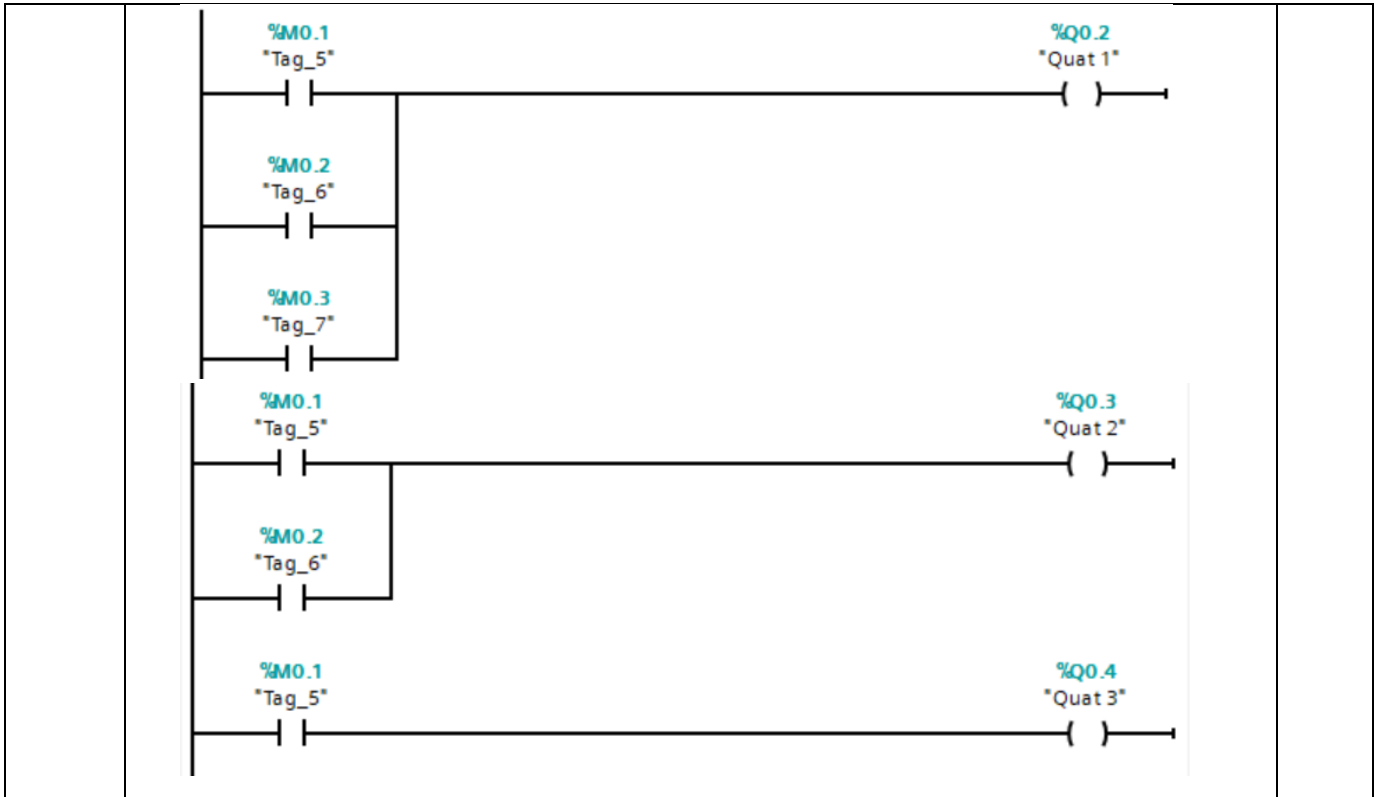 %M0.1
"Tag_5"
%Q0.2
"Quat 1"
%M0.2
"Tag_6"
%M0.3
"Tag_7"
%M0.1
"Tag_5"
%Q0.3
"Quat 2"
%M0.2
"Tag_6"
%M0.1
"Tag_5"
%Q0.4
"Quat 3"